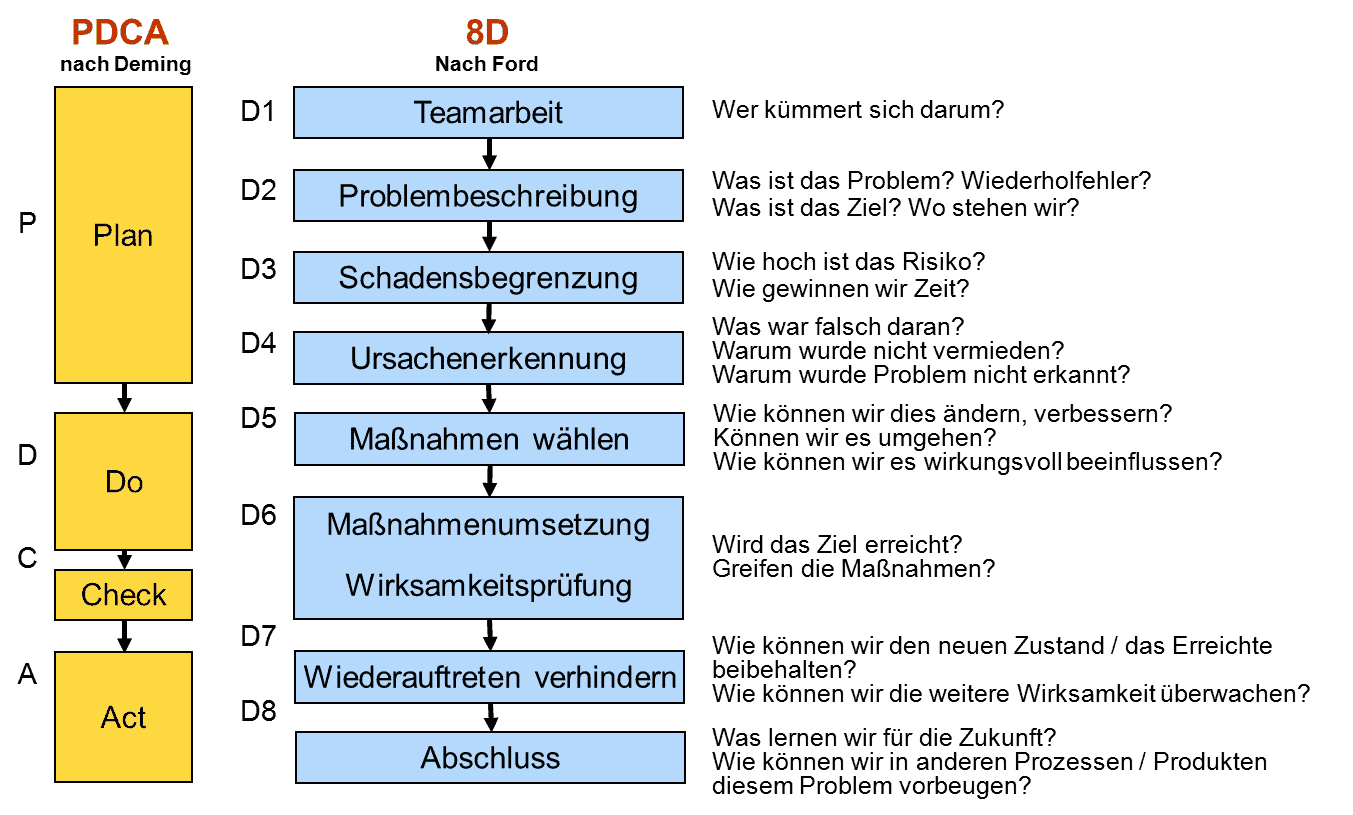 PDCA
nach Deming
P
Plan
D
Do
C
Check
A
Act
8D
Nach Ford
D1
Teamarbeit
Wer kümmert sich darum?
D2
Problembeschreibung
Was ist das Problem? Wiederholfehler?
Was ist das Ziel? Wo stehen wir?
D3
Schadensbegrenzung
Wie hoch ist das Risiko?
Wie gewinnen wir Zeit?
D4
Ursachenerkennung
Was war falsch daran?
Warum wurde nicht vermieden?
Warum wurde Problem nicht erkannt?
D5
Maßnahmen wählen
Wie können wir dies ändern, verbessern?
Können wir es umgehen?
Wie können wir es wirkungsvoll beeinflussen?
D6
Maßnahmenumsetzung
Wirksamkeitsprüfung
Wird das Ziel erreicht?
Greifen die Maßnahmen?
D7
Wiederauftreten verhindern
Wie können wir den neuen Zustand / das Erreichte
beibehalten?
Wie können wir die weitere Wirksamkeit überwachen?
D8
Abschluss
Was lernen wir für die Zukunft?
Wie können wir in anderen Prozessen / Produkten
diesem Problem vorbeugen?